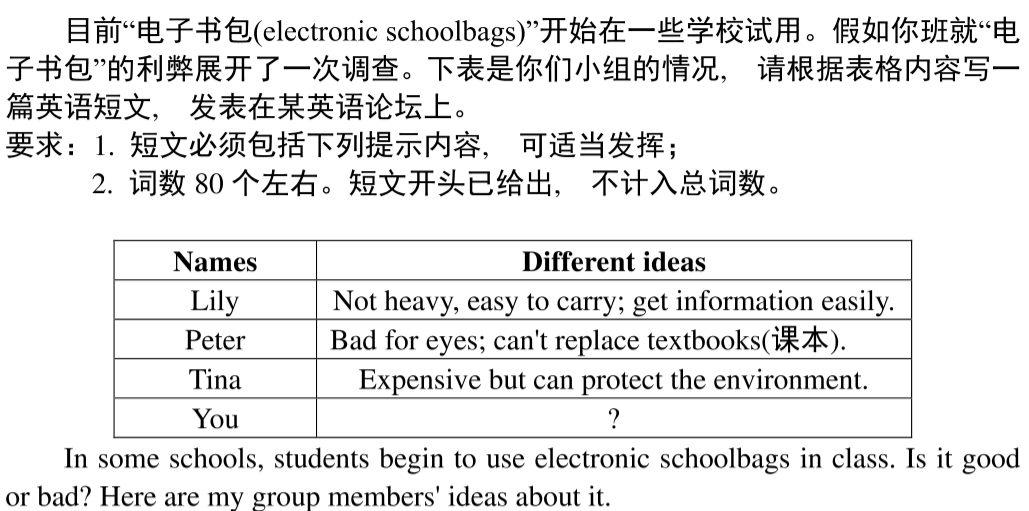 目前“电子书包(electronic schoolbags)”开始在一些学校试用。假如你班就“电
子书包”的利弊展开了一次调查。下表是你们小组的情况, 请根据表格内容写一
篇英语短文, 发表在某英语论坛上。
要求：1. 短文必须包括下列提示内容, 可适当发挥；
2. 词数 80 个左右。短文开头已给出, 不计入总词数。
Names Different ideas
Lily Not heavy, easy to carry; get information easily.
Peter Bad for eyes; can't replace textbooks(课本).
Tina Expensive but can protect the environment.
You ?
In some schools, students begin to use electronic schoolbags in class. Is it good
or bad? Here are my group members' ideas about it.